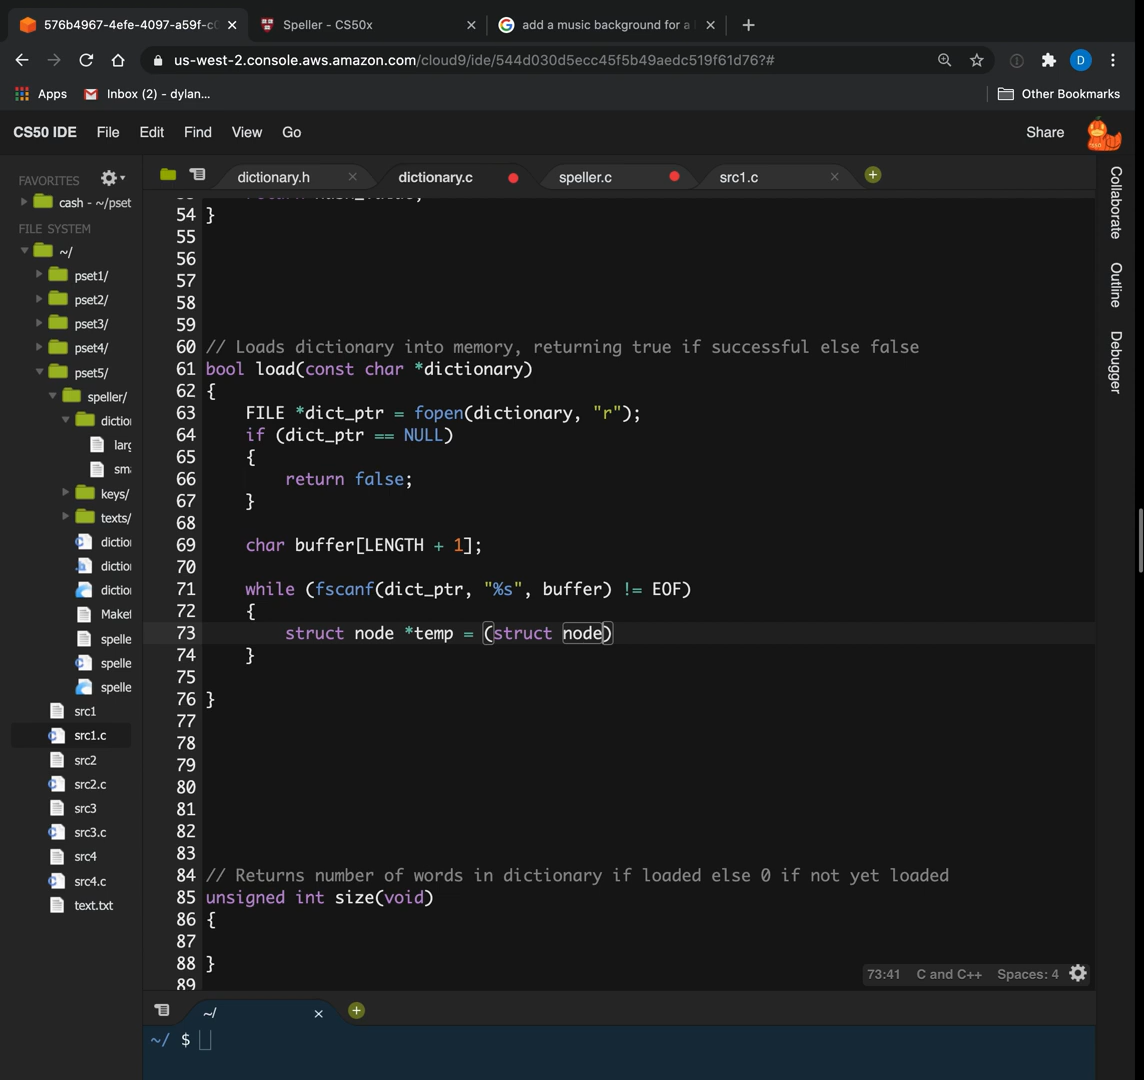 576b4967-4efe-4097-a59f-c
Speller - CS50x
add a music background for a
us-west-2.console.aws.amazon.com/cloud9/ide/544d030d5ecc45f5b49aedc519f61d76?#
D
Apps
Inbox (2) - dylan...
Other Bookmarks
CS50 IDE File Edit Find View Go
Share
FAVORITES
cash - ~/pset
FILE SYSTEM
~/
pset1/
pset2/
pset3/
pset4/
pset5/
speller/
dictio
larg
sma
keys/
texts/
dictio
dictio
dictio
Makef
spelle
spelle
spelle
src1
src1.c
src2
src2.c
src3
src3.c
src4
src4.c
text.txt
dictionary.h
dictionary.c
speller.c
src1.c
54 }
55
56
57
58
59
60 // Loads dictionary into memory, returning true if successful else false
61 bool load(const char *dictionary)
62 {
63 FILE *dict_ptr = fopen(dictionary, "r");
64 if (dict_ptr == NULL)
65 {
66 return false;
67 }
68
69 char buffer[LENGTH + 1];
70
71 while (fscanf(dict_ptr, "%s", buffer) != EOF)
72 {
73 struct node *temp = (struct node)
74 }
75
76 }
77
78
79
80
81
82
83
84 // Returns number of words in dictionary if loaded else 0 if not yet loaded
85 unsigned int size(void)
86 {
87
88 }
89
73:41 C and C++ Spaces: 4
Collaborate
Outline
Debugger
~/
~/ $